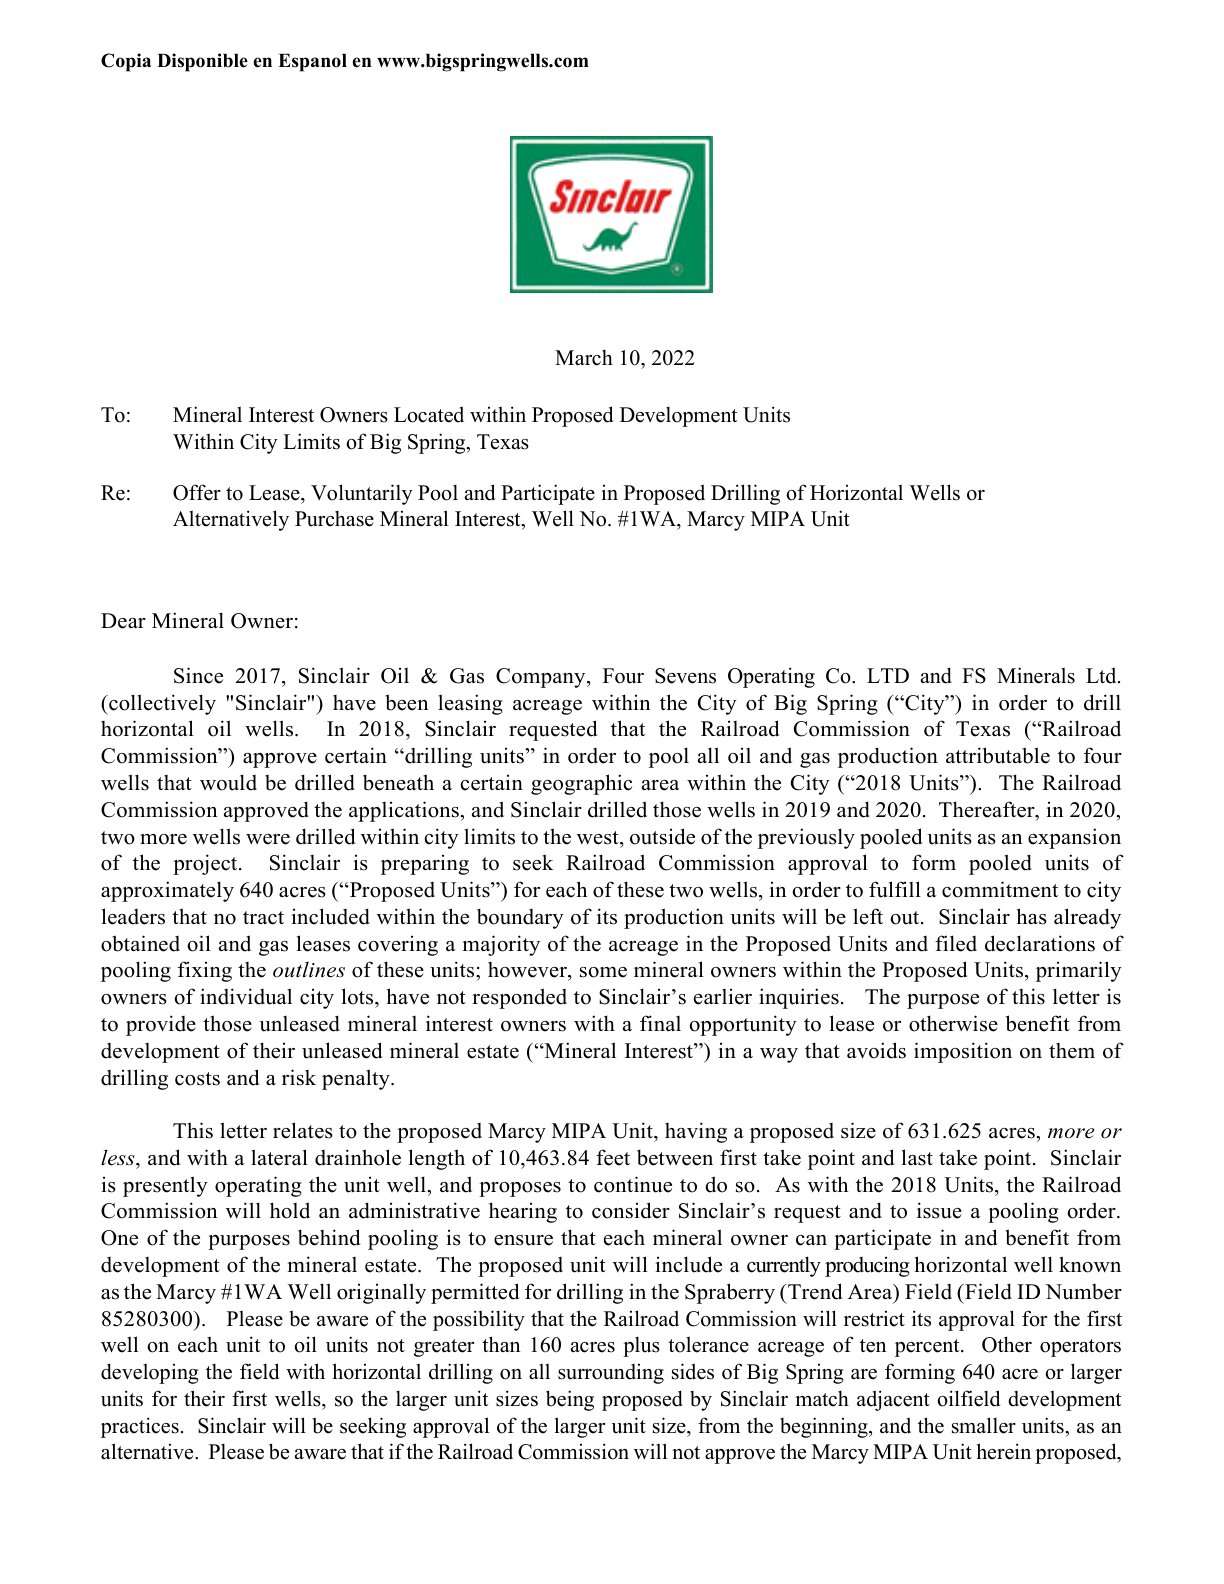 Copia Disponible en Espanol en www.bigspringwells.com
Sinclair
®
March 10, 2022
To: Mineral Interest Owners Located within Proposed Development Units
Within City Limits of Big Spring, Texas
Re: Offer to Lease, Voluntarily Pool and Participate in Proposed Drilling of Horizontal Wells or
Alternatively Purchase Mineral Interest, Well No. #1WA, Marcy MIPA Unit
Dear Mineral Owner:
Since 2017, Sinclair Oil & Gas Company, Four Sevens Operating Co. LTD and FS Minerals Ltd.
(collectively "Sinclair") have been leasing acreage within the City of Big Spring (“City”) in order to drill
horizontal oil wells. In 2018, Sinclair requested that the Railroad Commission of Texas (“Railroad
Commission”) approve certain “drilling units” in order to pool all oil and gas production attributable to four
wells that would be drilled beneath a certain geographic area within the City (“2018 Units”). The Railroad
Commission approved the applications, and Sinclair drilled those wells in 2019 and 2020. Thereafter, in 2020,
two more wells were drilled within city limits to the west, outside of the previously pooled units as an expansion
of the project. Sinclair is preparing to seek Railroad Commission approval to form pooled units of
approximately 640 acres (“Proposed Units”) for each of these two wells, in order to fulfill a commitment to city
leaders that no tract included within the boundary of its production units will be left out. Sinclair has already
obtained oil and gas leases covering a majority of the acreage in the Proposed Units and filed declarations of
pooling fixing the outlines of these units; however, some mineral owners within the Proposed Units, primarily
owners of individual city lots, have not responded to Sinclair’s earlier inquiries. The purpose of this letter is
to provide those unleased mineral interest owners with a final opportunity to lease or otherwise benefit from
development of their unleased mineral estate (“Mineral Interest”) in a way that avoids imposition on them of
drilling costs and a risk penalty.
This letter relates to the proposed Marcy MIPA Unit, having a proposed size of 631.625 acres, more or
less, and with a lateral drainhole length of 10,463.84 feet between first take point and last take point. Sinclair
is presently operating the unit well, and proposes to continue to do so. As with the 2018 Units, the Railroad
Commission will hold an administrative hearing to consider Sinclair’s request and to issue a pooling order.
One of the purposes behind pooling is to ensure that each mineral owner can participate in and benefit from
development of the mineral estate. The proposed unit will include a currently producing horizontal well known
as the Marcy #1WA Well originally permitted for drilling in the Spraberry (Trend Area) Field (Field ID Number
85280300). Please be aware of the possibility that the Railroad Commission will restrict its approval for the first
well on each unit to oil units not greater than 160 acres plus tolerance acreage of ten percent. Other operators
developing the field with horizontal drilling on all surrounding sides of Big Spring are forming 640 acre or larger
units for their first wells, so the larger unit sizes being proposed by Sinclair match adjacent oilfield development
practices. Sinclair will be seeking approval of the larger unit size, from the beginning, and the smaller units, as an
alternative. Please be aware that if the Railroad Commission will not approve the Marcy MIPA Unit herein proposed,